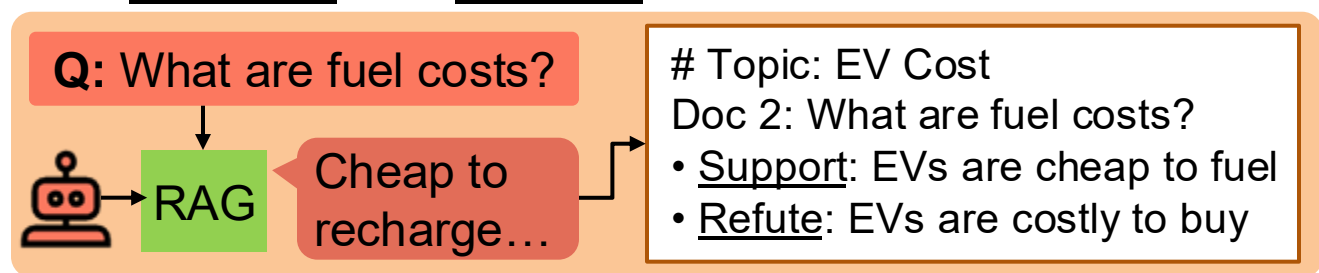 Q: What are fuel costs?
RAG
Cheap to
recharge…
# Topic: EV Cost
Doc 2: What are fuel costs?
• Support: EVs are cheap to fuel
• Refute: EVs are costly to buy